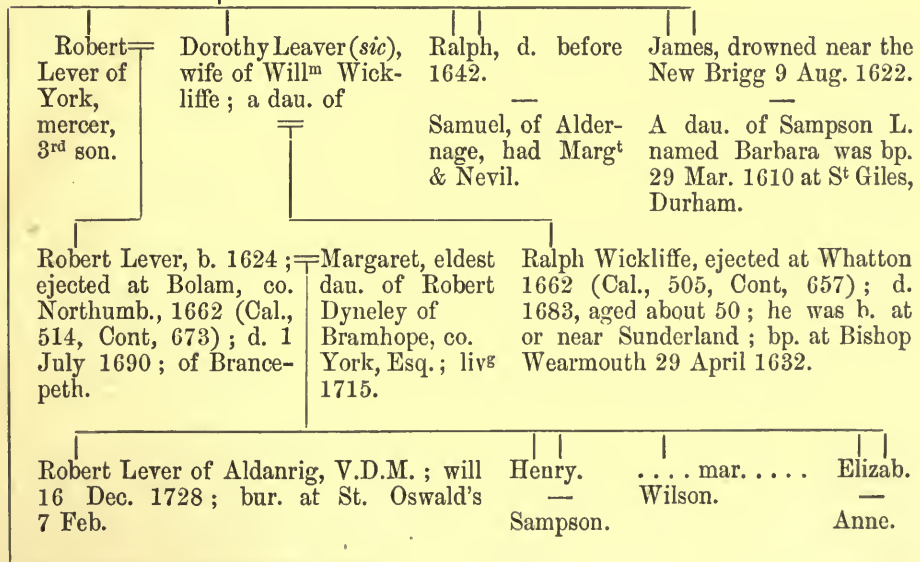 Robert
Lever of
York,
mercer,
3rd son.
Dorothy Leaver (sic),
wife of Willm Wick-
liffe ; a dau. of
Ralph, d. before
1642.
—
Samuel, of Alder-
nage, had Margt
& Nevil.
James, drowned near the
New Brigg 9 Aug. 1622.
—
A dau. of Sampson L.
named Barbara was bp.
29 Mar. 1610 at St Giles,
Durham.
Robert Lever, b. 1624 ;
ejected at Bolam, co.
Northumb., 1662 (Cal.,
514, Cont, 673) ; d. 1
July 1690 ; of Brance-
peth.
Margaret, eldest
dau. of Robert
Dyneley of
Bramhope, co.
York, Esq. ; livg
1715.
Ralph Wickliffe, ejected at Whatton
1662 (Cal., 505, Cont, 657) ; d.
1683, aged about 50 ; he was b. at
or near Sunderland ; bp. at Bishop
Wearmouth 29 April 1632.
Robert Lever of Aldanrig, V.D.M. ; will
16 Dec. 1728 ; bur. at St. Oswald's
7 Feb.
Henry.
—
Sampson.
. . . . mar. . . . .
Wilson.
Elizab.
—
Anne.